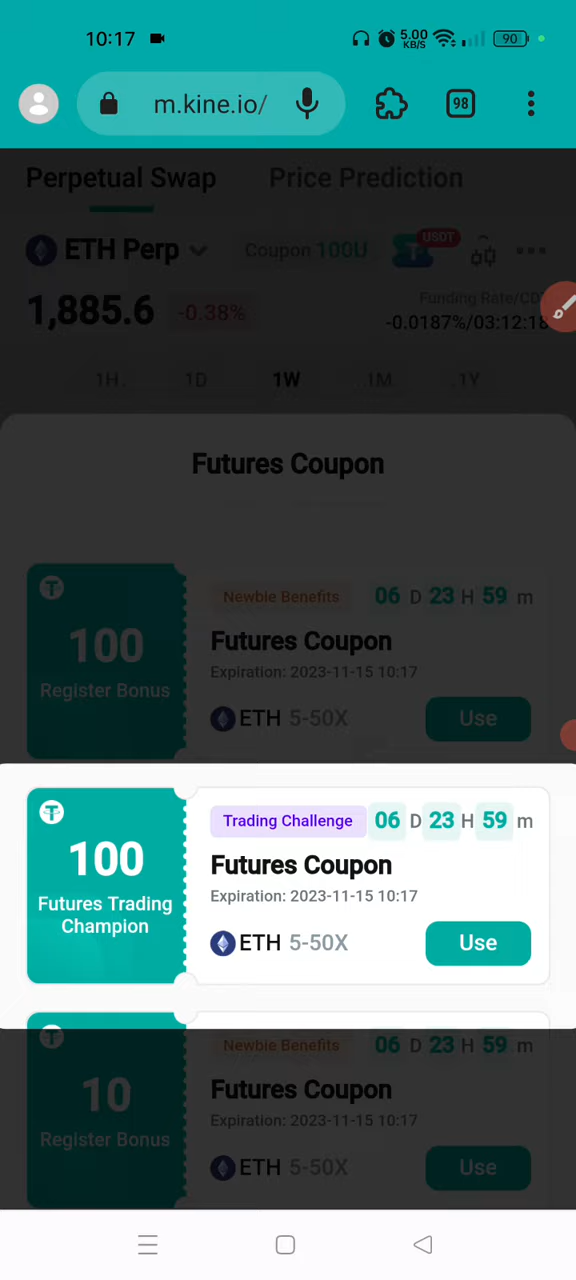 10:17
5.00
KB/S
90
m.kine.io/
98
Perpetual Swap
Price Prediction
ETH Perp
Coupon 100U
USDT
1,885.6
-0.38%
Funding Rate/CD
-0.0187%/03:12:18
1H
1D
1W
1M
1Y
Futures Coupon
100
Register Bonus
Newbie Benefits
06 D 23 H 59 m
Futures Coupon
Expiration: 2023-11-15 10:17
ETH 5-50X
Use
100
Futures Trading
Champion
Trading Challenge
06 D 23 H 59 m
Futures Coupon
Expiration: 2023-11-15 10:17
ETH 5-50X
Use
10
Register Bonus
Newbie Benefits
06 D 23 H 59 m
Futures Coupon
Expiration: 2023-11-15 10:17
ETH 5-50X
Use